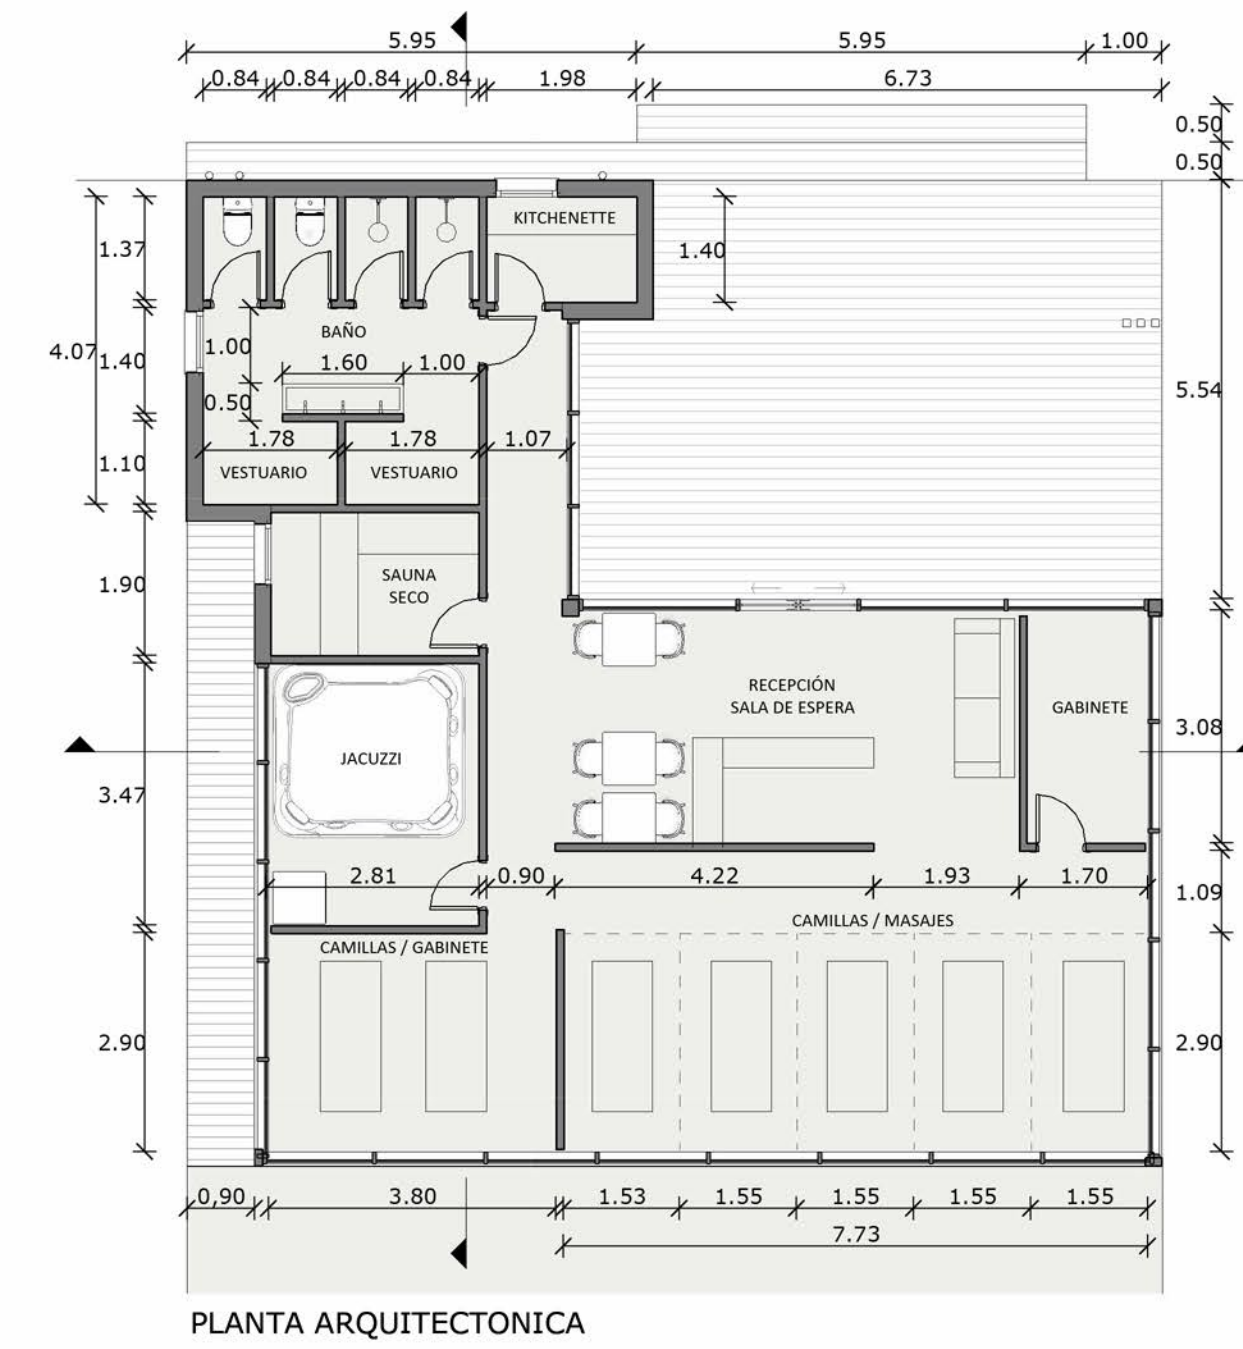 5.95 5.95 1.00
0.84 0.84 0.84 0.84 1.98 6.73
0.50
0.50
KITCHENETTE
1.37 1.40
BAÑO
4.07 1.40 1.00 1.60 1.00 5.54
0.50
1.78 1.78 1.07
1.10 VESTUARIO VESTUARIO
1.90 SAUNA
SECO
RECEPCIÓN
SALA DE ESPERA GABINETE
3.08
JACUZZI
3.47
2.81 0.90 4.22 1.93 1.70 1.09
CAMILLAS / MASAJES
CAMILLAS / GABINETE
2.90 2.90
0,90 3.80 1.53 1.55 1.55 1.55 1.55
7.73
PLANTA ARQUITECTONICA